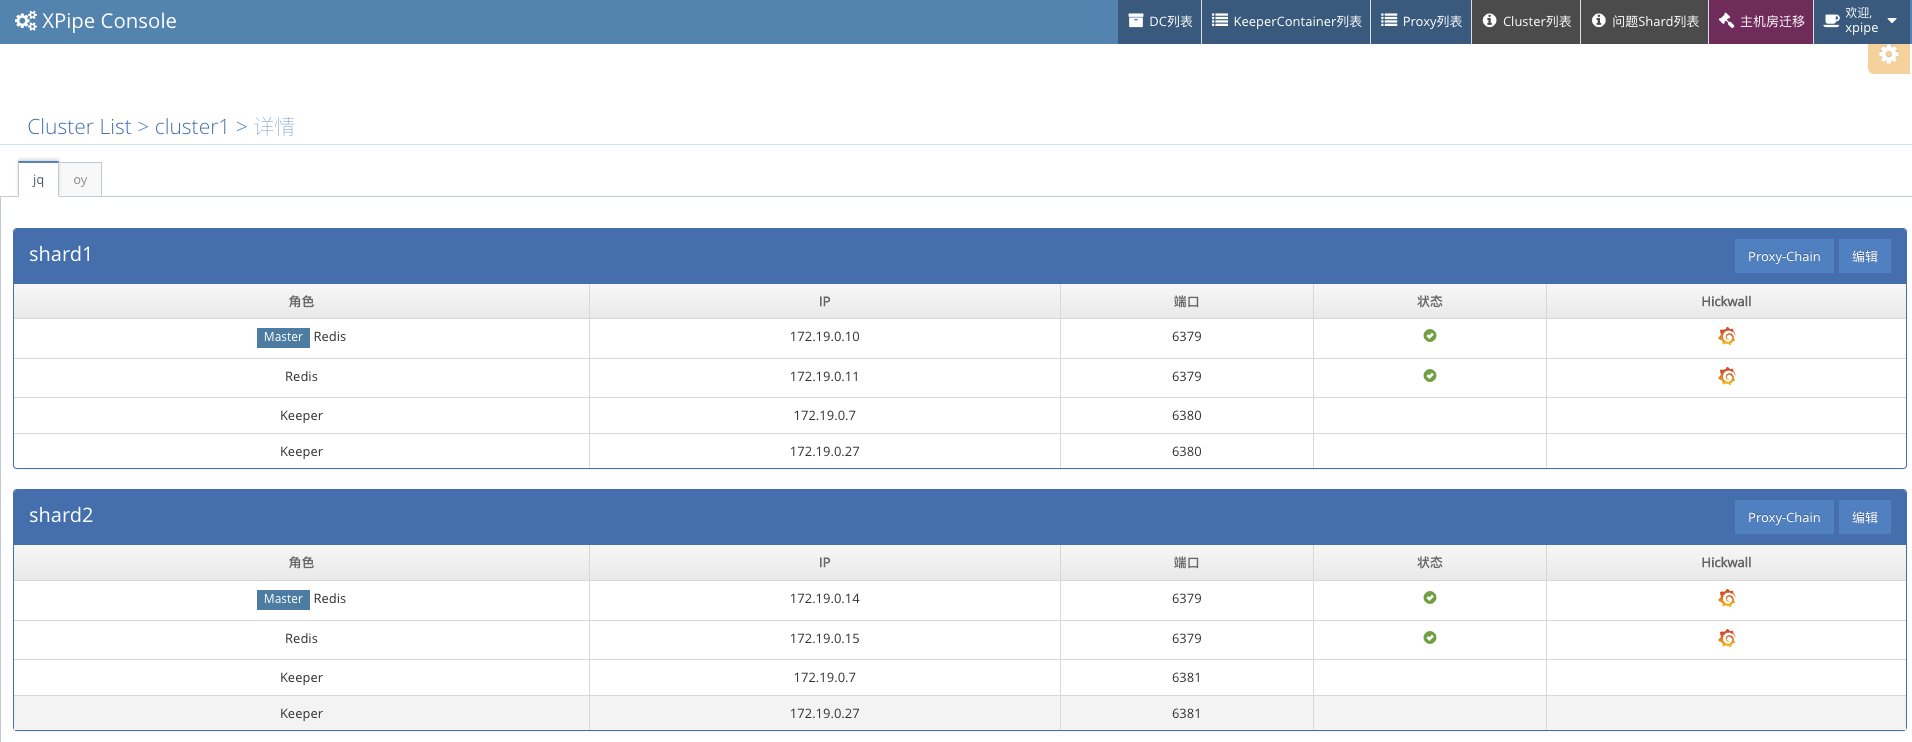 XPipe Console
DC列表 KeeperContainer列表 Proxy列表 Cluster列表 问题Shard列表 主机房迁移 欢迎, xpipe
Cluster List > cluster1 > 详情
jq oy
shard1 Proxy-Chain 编辑
角色 IP 端口 状态 Hickwall
Master Redis 172.19.0.10 6379
Redis 172.19.0.11 6379
Keeper 172.19.0.7 6380
Keeper 172.19.0.27 6380
shard2 Proxy-Chain 编辑
角色 IP 端口 状态 Hickwall
Master Redis 172.19.0.14 6379
Redis 172.19.0.15 6379
Keeper 172.19.0.7 6381
Keeper 172.19.0.27 6381